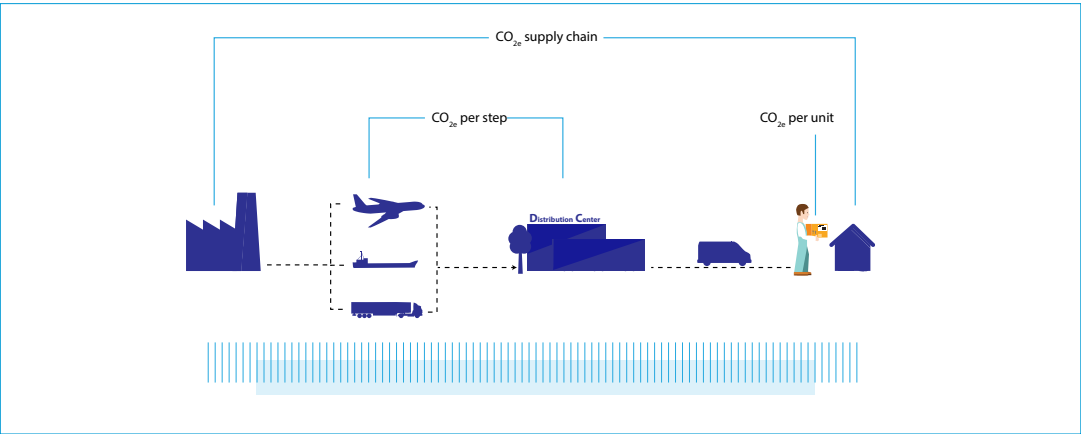 CO2e supply chain
CO2e per step
CO2e per unit
Distribution Center